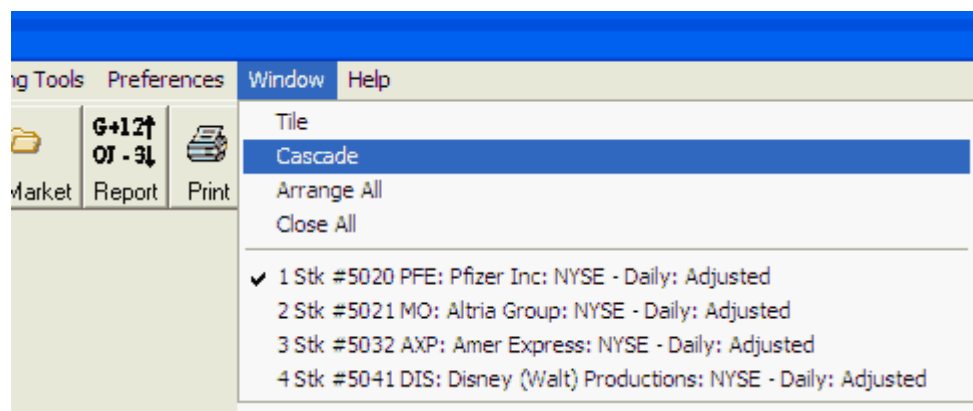 ng Tools Preferences Window Help
G+12↑
OJ - 3↓
Market Report Print
Tile
Cascade
Arrange All
Close All
✔ 1 Stk #5020 PFE: Pfizer Inc: NYSE - Daily: Adjusted
2 Stk #5021 MO: Altria Group: NYSE - Daily: Adjusted
3 Stk #5032 AXP: Amer Express: NYSE - Daily: Adjusted
4 Stk #5041 DIS: Disney (Walt) Productions: NYSE - Daily: Adjusted